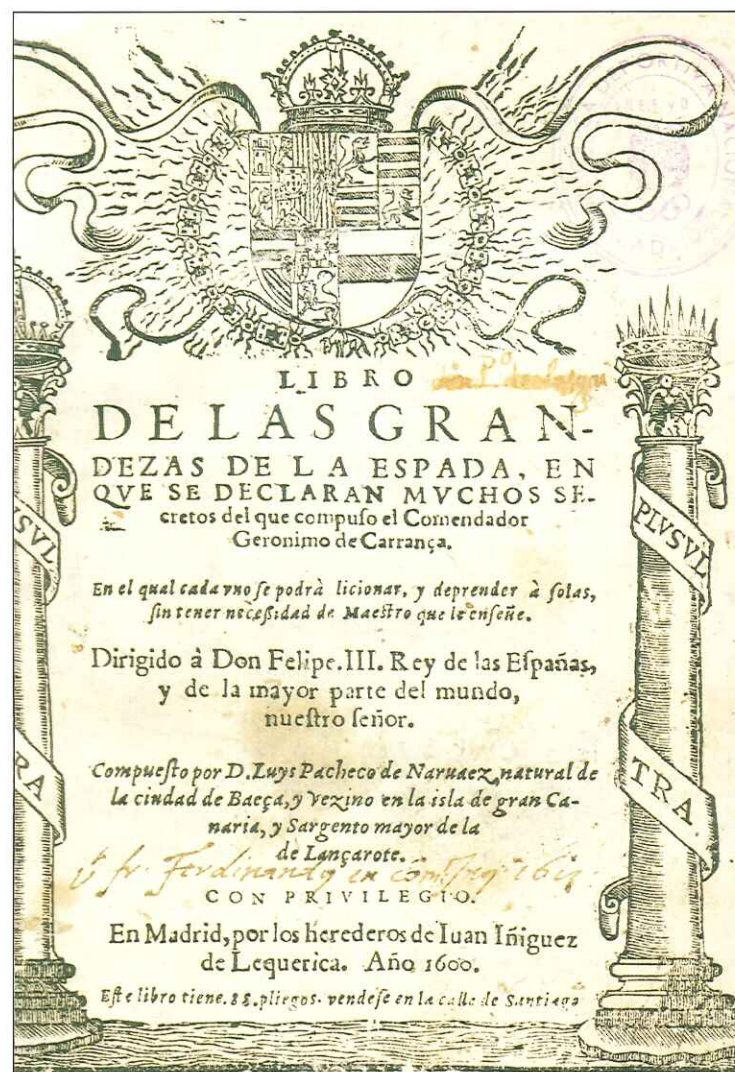 LIBRO
DE LAS GRAN-
DEZAS DE LA ESPADA, EN
QVE SE DECLARAN MVCHOS SE-
cretos del que compuſo el Comendador
Geronimo de Carrança.
En el qual cada vno ſe podrà licionar, y deprender à ſolas,
ſin tener neceſsidad de Maeſtro que le enſeñe.
Dirigido à Don Felipe. III. Rey de las Eſpañas,
y de la mayor parte del mundo,
nueſtro ſeñor.
PLVSVL
TRA
SVL
RA
Compueſto por D. Luys Pacheco de Naruaez, natural de
la ciudad de Baeça, y vezino en la isla de gran Ca-
naria, y Sargento mayor de la
de Lançarote.
fr. Ferdinandy
CON PRIVILEGIO.
En Madrid, por los herederos de Iuan Iñiguez
de Lequerica. Año 1600.
Eſte libro tiene. 88. pliegos. vendeſe en la calle de Santiago